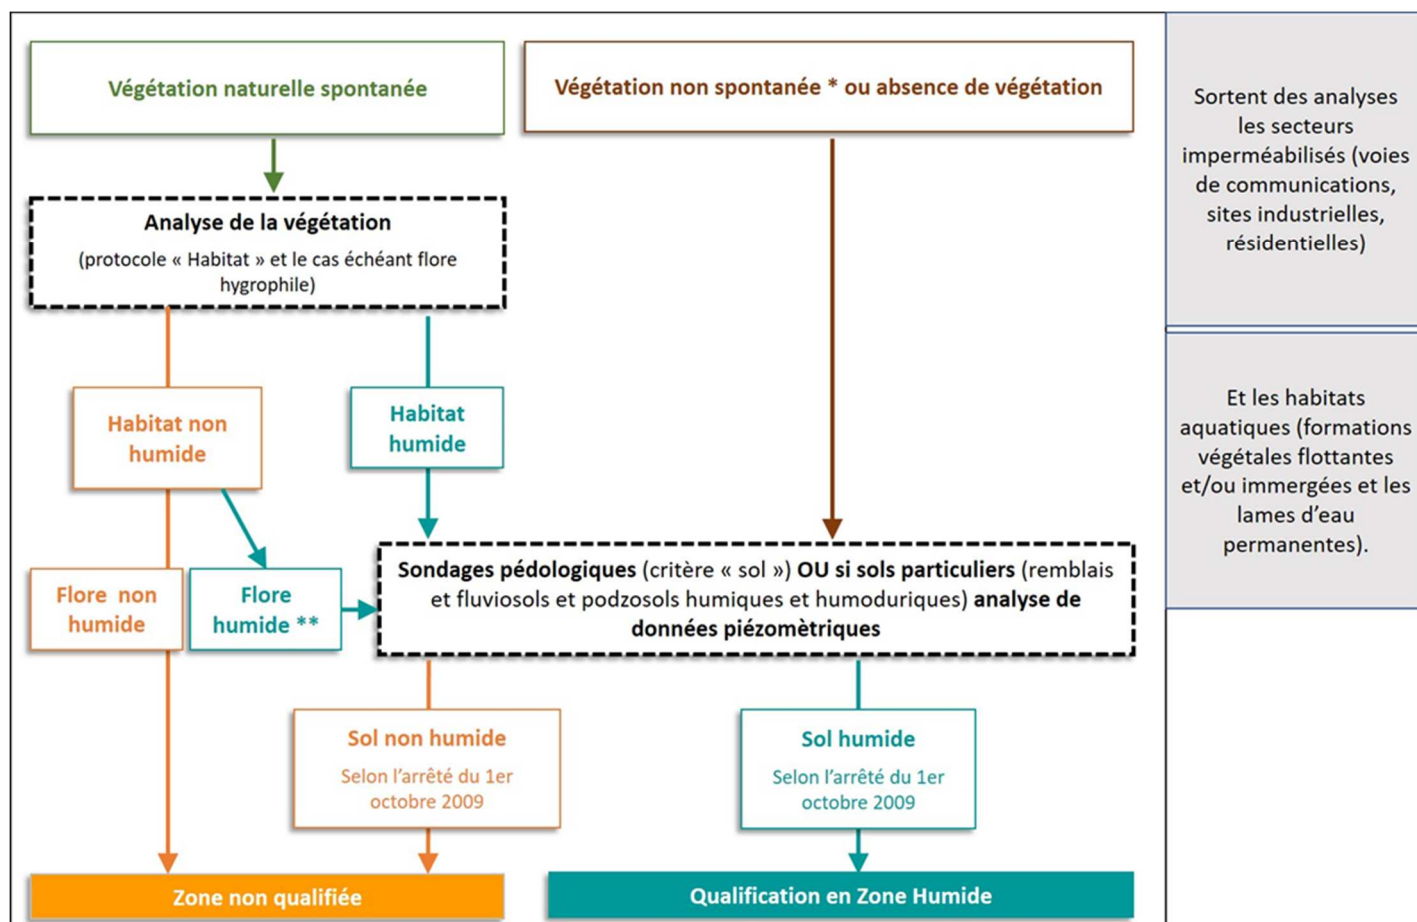 Végétation naturelle spontanée
Végétation non spontanée * ou absence de végétation
Analyse de la végétation
(protocole « Habitat » et le cas échéant flore
hygrophile)
Habitat non
humide
Habitat
humide
Flore non
humide
Flore
humide **
Sondages pédologiques (critère « sol ») OU si sols particuliers (remblais
et fluviosols et podzosols humiques et humoduriques) analyse de
données piézomètriques
Sol non humide
Selon l'arrêté du 1er
octobre 2009
Sol humide
Selon l'arrêté du 1er
octobre 2009
Zone non qualifiée
Qualification en Zone Humide
Sortent des analyses
les secteurs
imperméabilisés (voies
de communications,
sites industrielles,
résidentielles)
Et les habitats
aquatiques (formations
végétales flottantes
et/ou immergées et les
lames d'eau
permanentes).